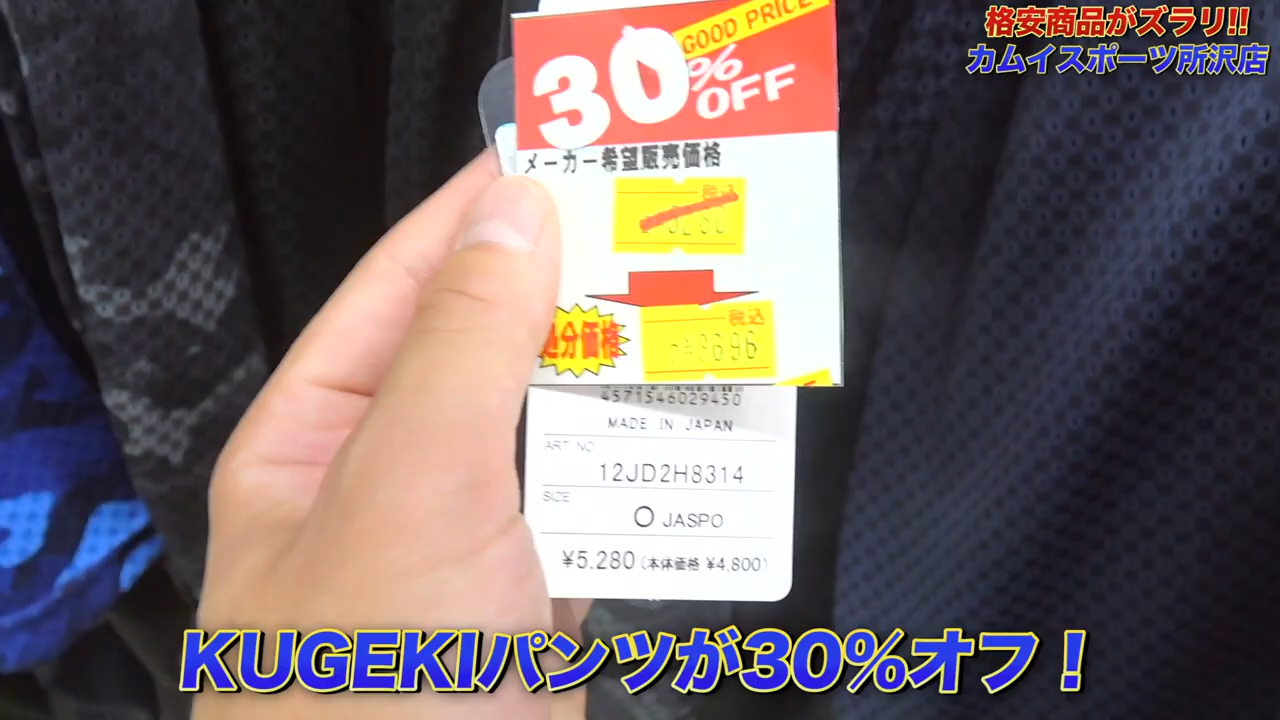 格安商品がズラリ!!
カムイスポーツ所沢店
GOOD PRICE
30%
OFF
メーカー希望販売価格
税込
5280
処分価格
税込
¥3696
4571546029450
MADE IN JAPAN
ART NO
12JD2H8314
SIZE
O JASPO
¥5,280 (本体価格 ¥4,800)
KUGEKIパンツが30%オフ！